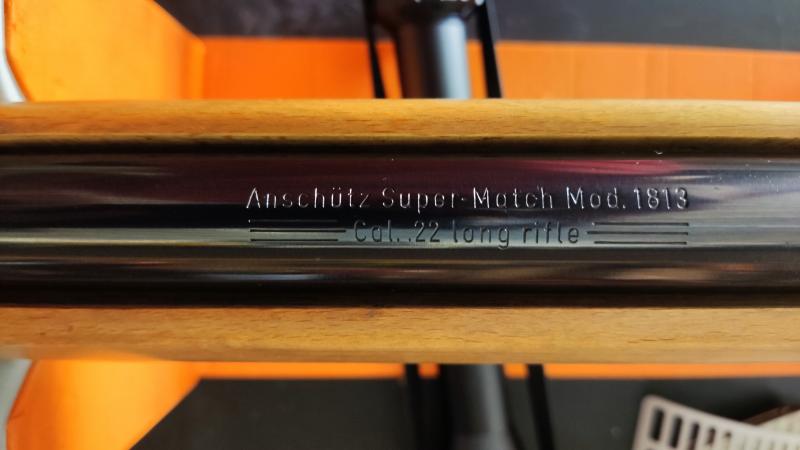 Anschütz Super-Match Mod. 1813
Cal. .22 long rifle